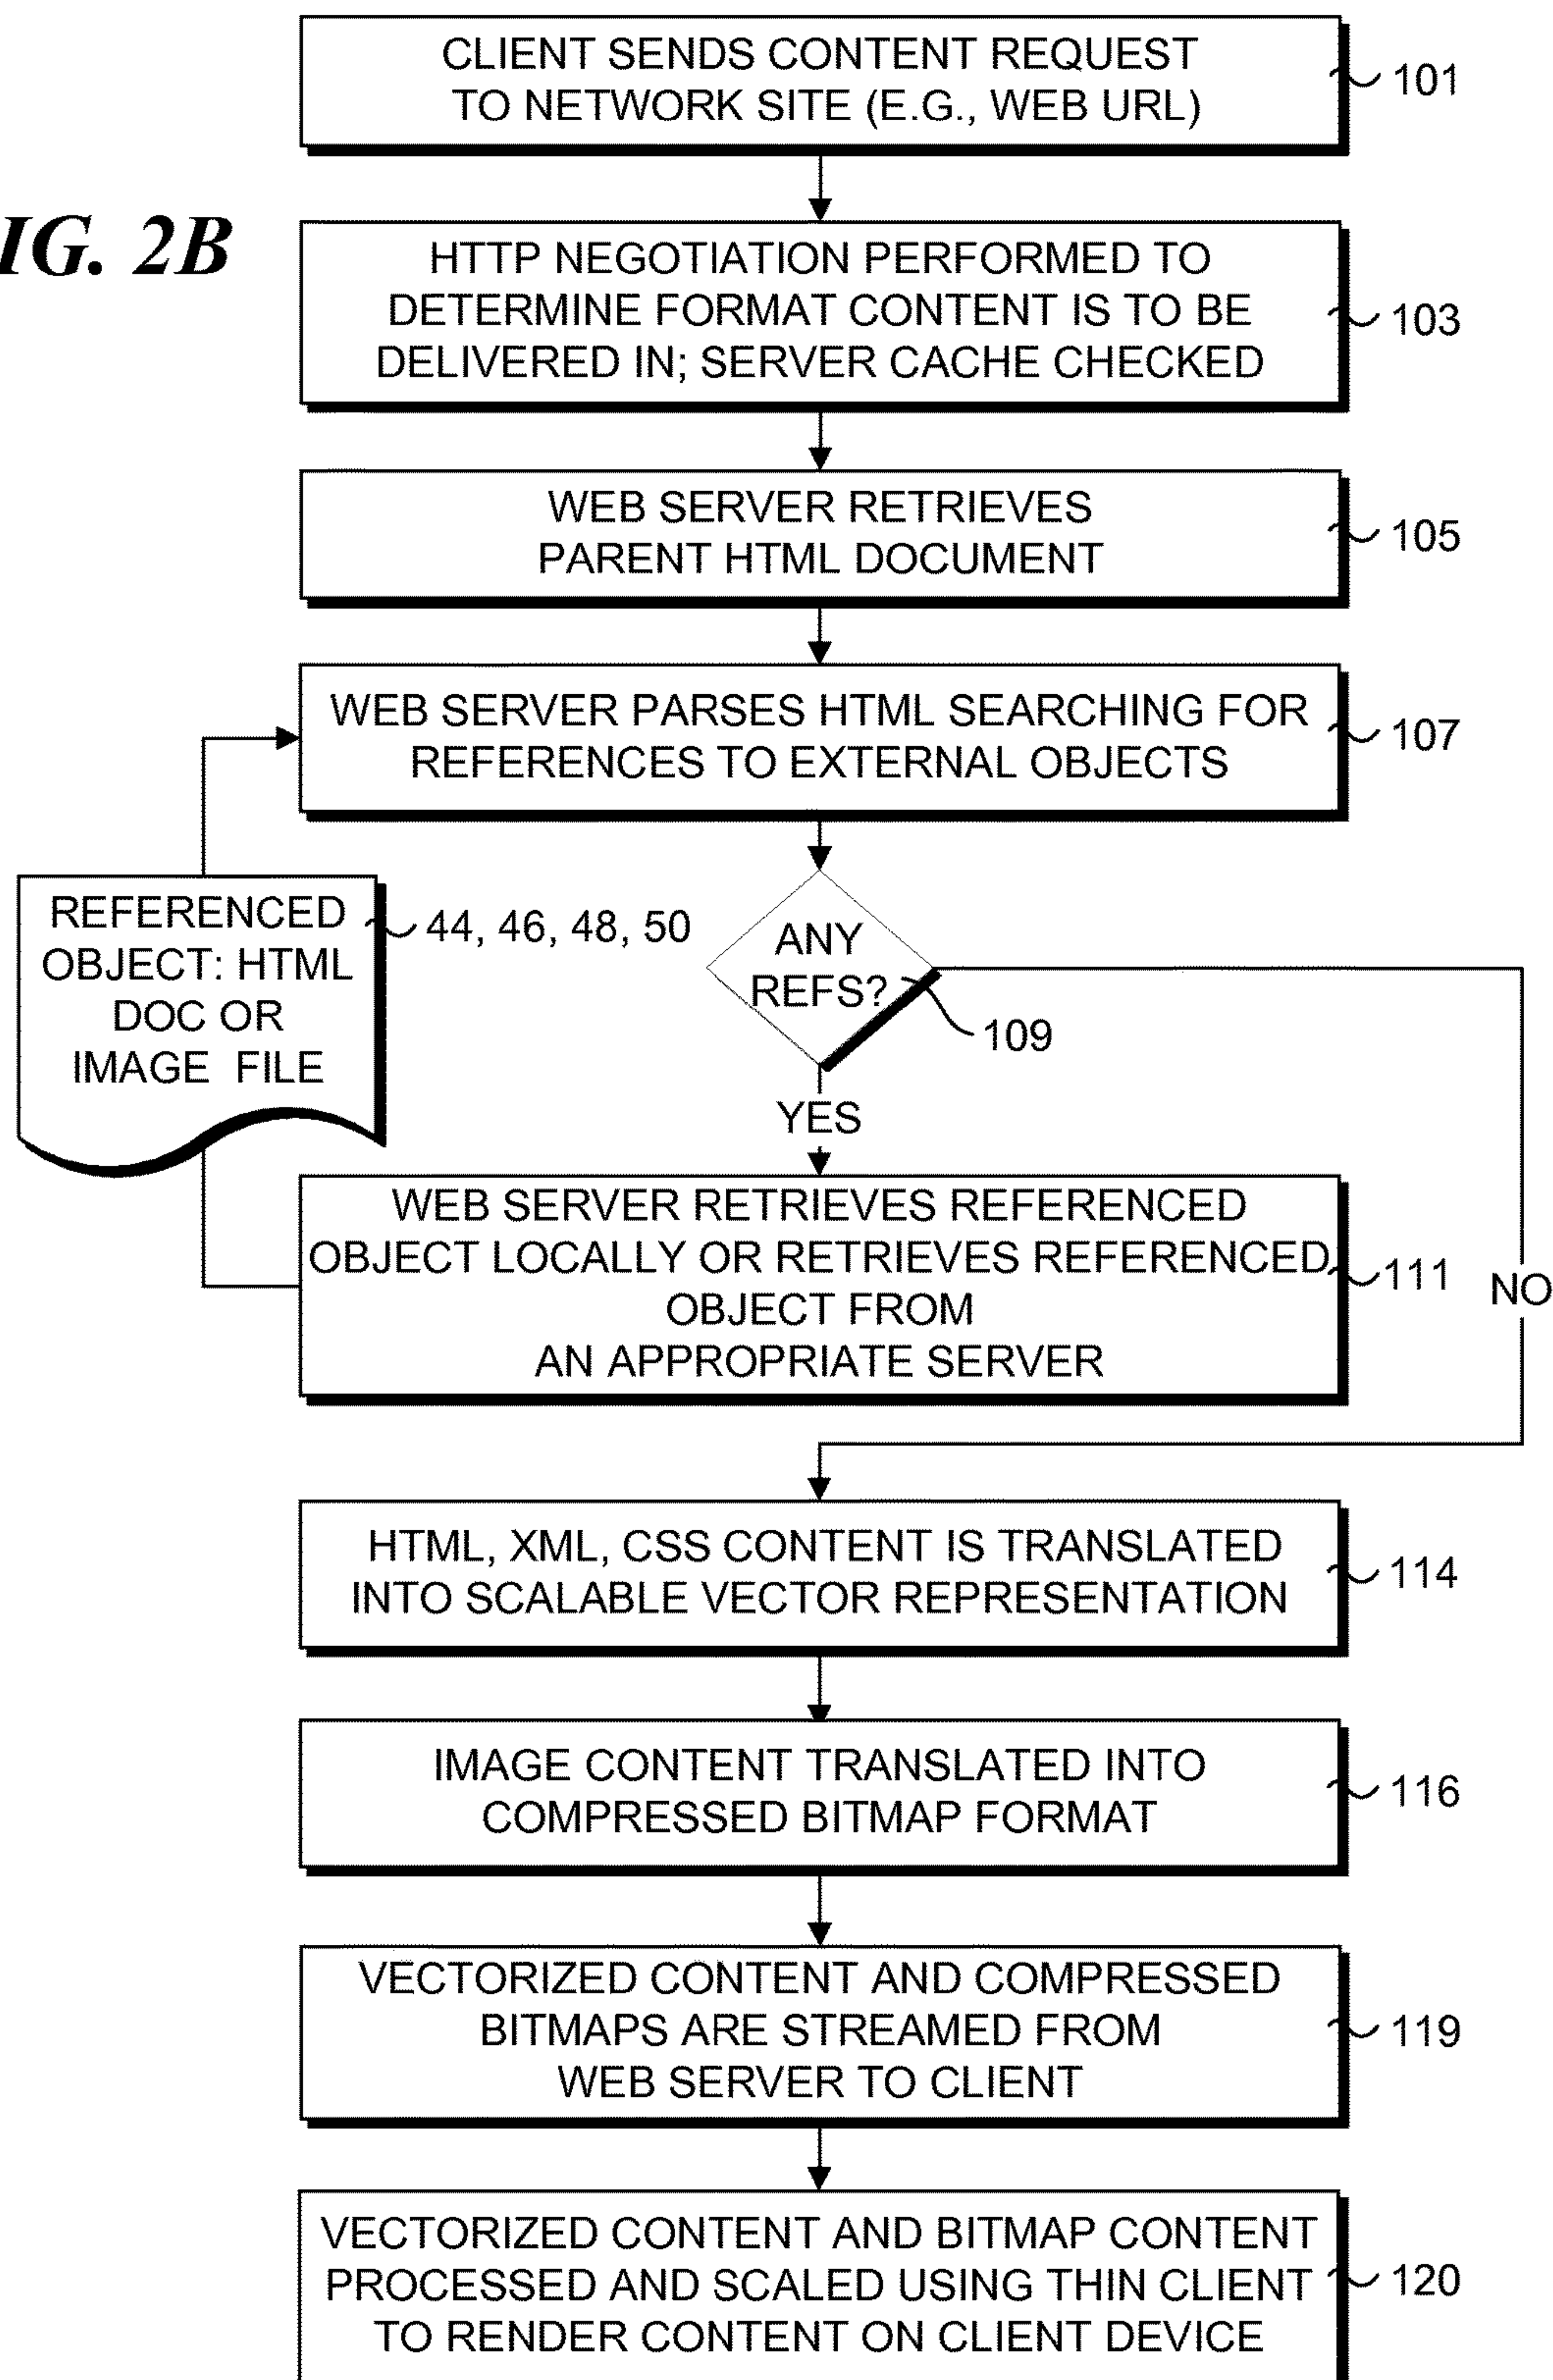 CLIENT SENDS CONTENT REQUEST
TO NETWORK SITE (E.G., WEB URL)
101
IG. 2B
HTTP NEGOTIATION PERFORMED TO
DETERMINE FORMAT CONTENT IS TO BE
DELIVERED IN; SERVER CACHE CHECKED
103
WEB SERVER RETRIEVES
PARENT HTML DOCUMENT
105
WEB SERVER PARSES HTML SEARCHING FOR
REFERENCES TO EXTERNAL OBJECTS
107
REFERENCED
OBJECT: HTML
DOC OR
IMAGE FILE
44, 46, 48, 50
ANY
REFS?
109
YES
WEB SERVER RETRIEVES REFERENCED
OBJECT LOCALLY OR RETRIEVES REFERENCED
OBJECT FROM
AN APPROPRIATE SERVER
111
NO
HTML, XML, CSS CONTENT IS TRANSLATED
INTO SCALABLE VECTOR REPRESENTATION
114
IMAGE CONTENT TRANSLATED INTO
COMPRESSED BITMAP FORMAT
116
VECTORIZED CONTENT AND COMPRESSED
BITMAPS ARE STREAMED FROM
WEB SERVER TO CLIENT
119
VECTORIZED CONTENT AND BITMAP CONTENT
PROCESSED AND SCALED USING THIN CLIENT
TO RENDER CONTENT ON CLIENT DEVICE
120